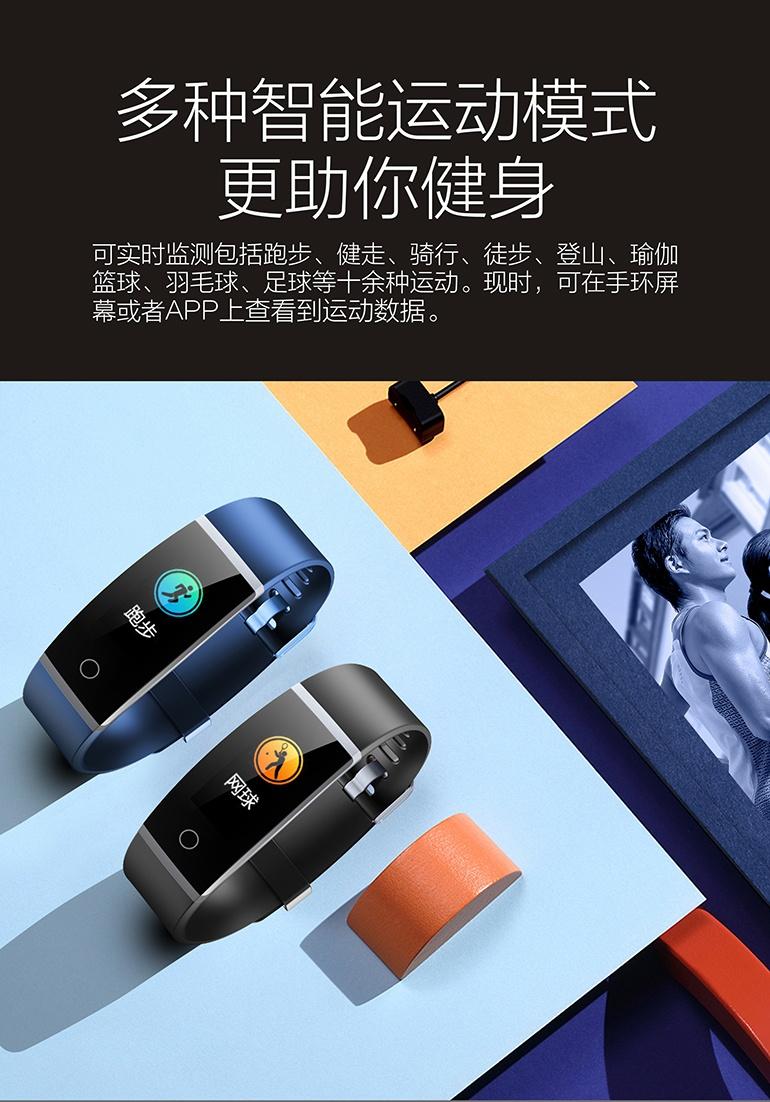 多种智能运动模式
更助你健身
可实时监测包括跑步、健走、骑行、徒步、登山、瑜伽
篮球、羽毛球、足球等十余种运动。现时，可在手环屏
幕或者APP上查看到运动数据。
跑步
网球